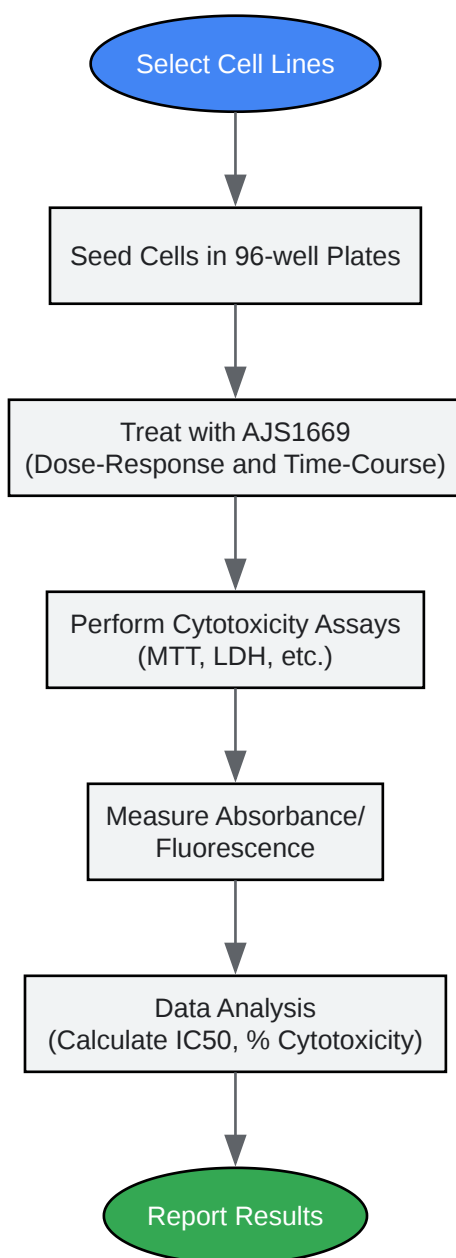 Select Cell Lines
Seed Cells in 96-well Plates
Treat with AJS1669
(Dose-Response and Time-Course)
Perform Cytotoxicity Assays
(MTT, LDH, etc.)
Measure Absorbance/
Fluorescence
Data Analysis
(Calculate IC50, % Cytotoxicity)
Report Results